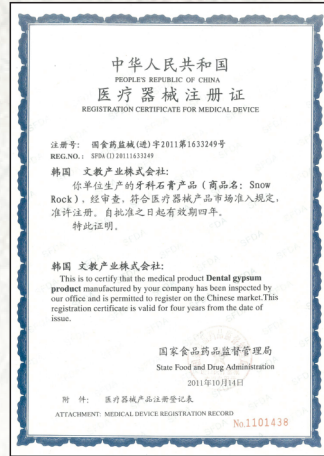 中华人民共和国
PEOPLE'S REPUBLIC OF CHINA
医疗器械注册证
REGISTRATION CERTIFICATE FOR MEDICAL DEVICE
注册号： 国食药监械(进)字2011第1633249号
REG.NO.: SFDA(I)20111633249
韩国 文教产业株式会社:
你单位生产的牙科石膏产品（商品名：Snow
Rock），经审查，符合医疗器械产品市场准入规定，
准许注册。自批准之日起有效期四年。
特此证明。
韩国 文教产业株式会社:
This is to certify that the medical product Dental gypsum
product manufactured by your company has been inspected by
our office and is permitted to register on the Chinese market.This
registration certificate is valid for four years from the date of
issue.
国家食品药品监督管理局
State Food and Drug Administration
2011年10月14日
附 件： 医疗器械产品注册登记表
ATTACHMENT: MEDICAL DEVICE REGISTRATION RECORD
No.1101438